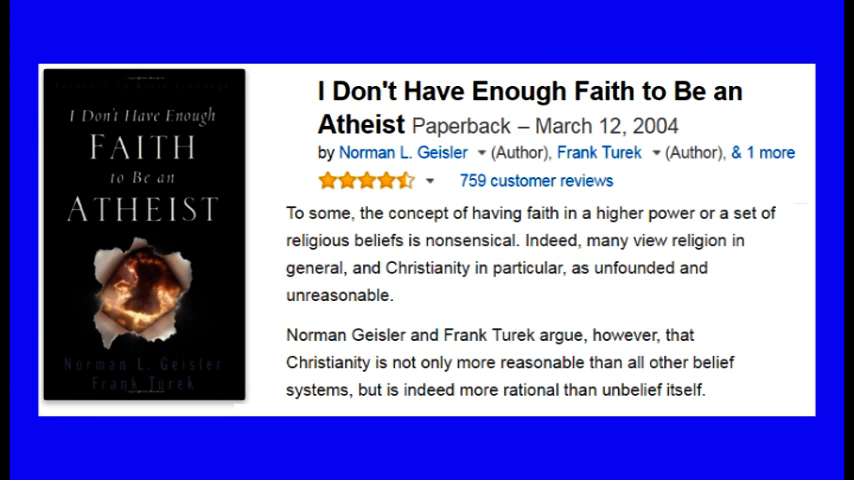 I Don't Have Enough
FAITH
to Be an
ATHEIST
Norman L. Geisler
Frank Turek
I Don't Have Enough Faith to Be an
Atheist Paperback – March 12, 2004
by Norman L. Geisler (Author), Frank Turek (Author), & 1 more
759 customer reviews
To some, the concept of having faith in a higher power or a set of
religious beliefs is nonsensical. Indeed, many view religion in
general, and Christianity in particular, as unfounded and
unreasonable.
Norman Geisler and Frank Turek argue, however, that
Christianity is not only more reasonable than all other belief
systems, but is indeed more rational than unbelief itself.